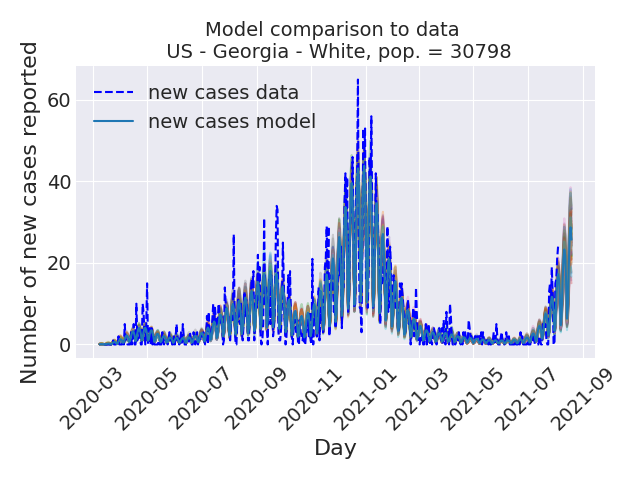 Model comparison to data
US - Georgia - White, pop. = 30798
Number of new cases reported
60
40
20
0
new cases data
new cases model
2020-03
2020-05
2020-07
2020-09
2020-11
2021-01
2021-03
2021-05
2021-07
2021-09
Day